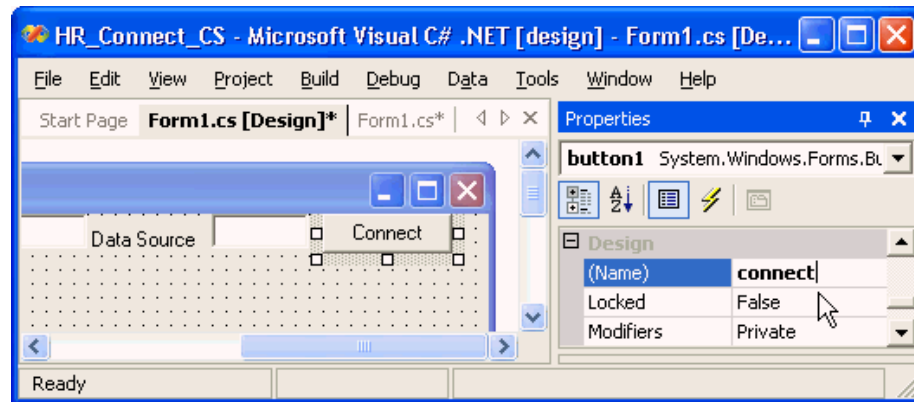 HR_Connect_CS - Microsoft Visual C# .NET [design] - Form1.cs [De...
File Edit View Project Build Debug Data Tools Window Help
Start Page Form1.cs [Design]* Form1.cs*
Properties
button1 System.Windows.Forms.Bu
Data Source
Connect
Design
(Name) connect
Locked False
Modifiers Private
Ready